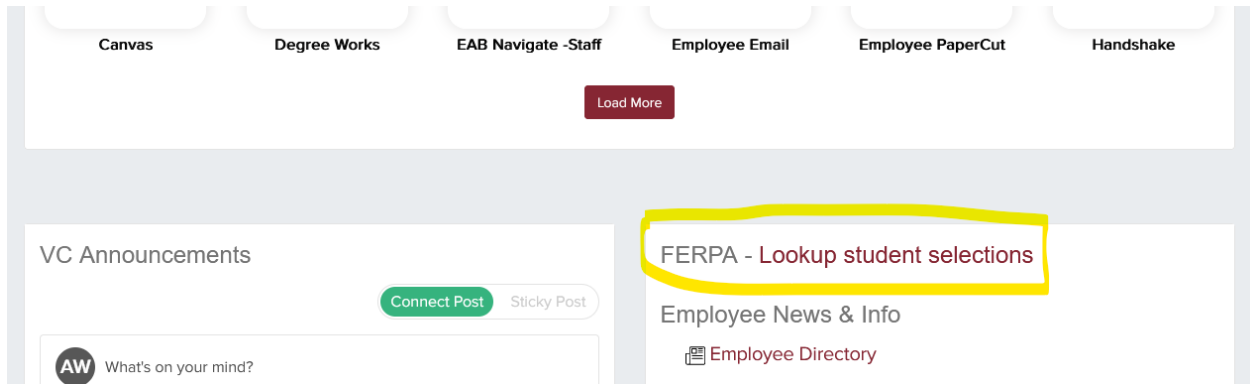 Canvas
Degree Works
EAB Navigate -Staff
Employee Email
Employee PaperCut
Handshake
Load More
VC Announcements
Connect Post
Sticky Post
AW
What's on your mind?
FERPA - Lookup student selections
Employee News & Info
Employee Directory